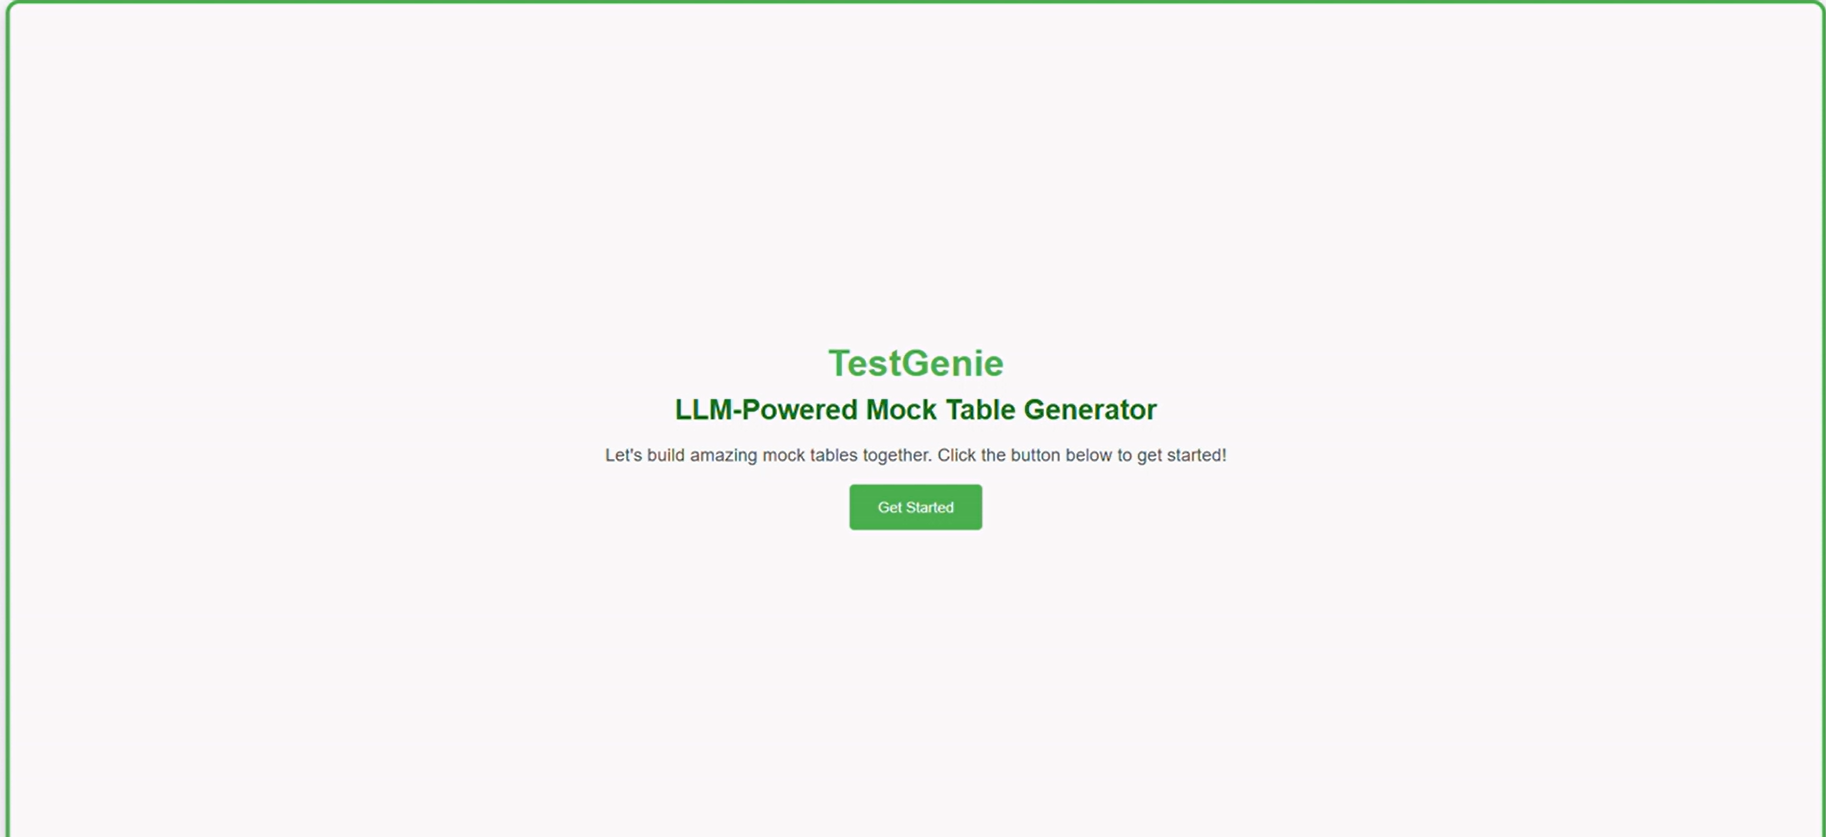 TestGenie
LLM-Powered Mock Table Generator
Let's build amazing mock tables together. Click the button below to get started!
Get Started